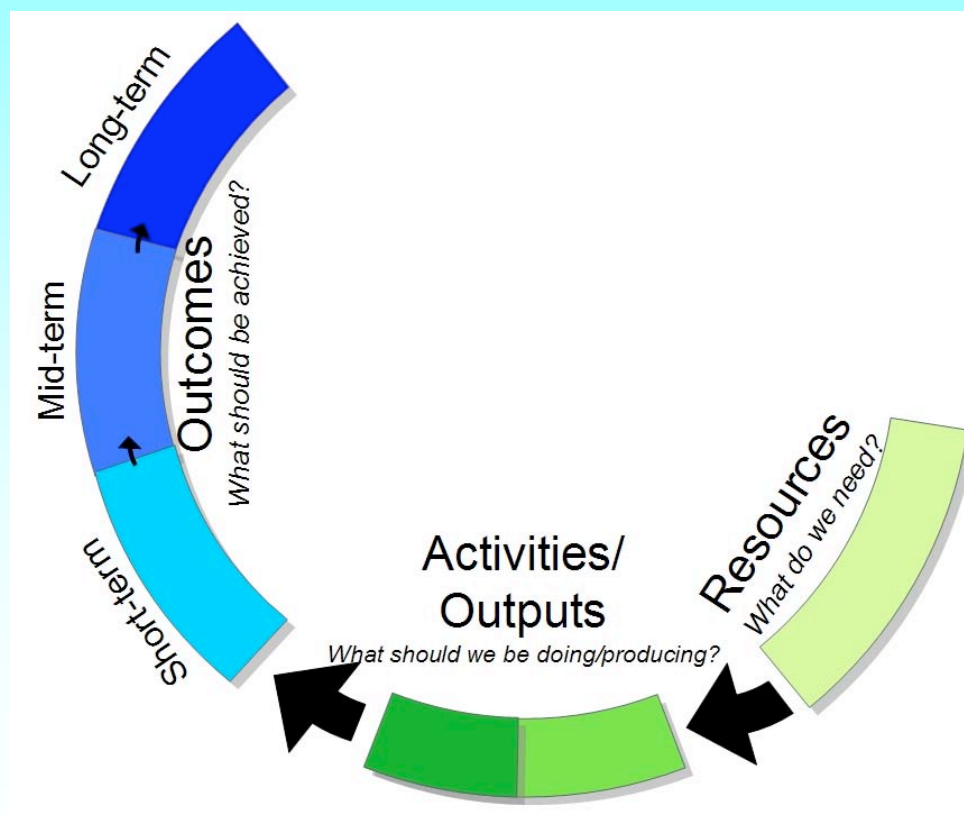 Long-term
Mid-term
Short-term
Outcomes
What should be achieved?
Activities/
Outputs
What should we be doing/producing?
Resources
What do we need?